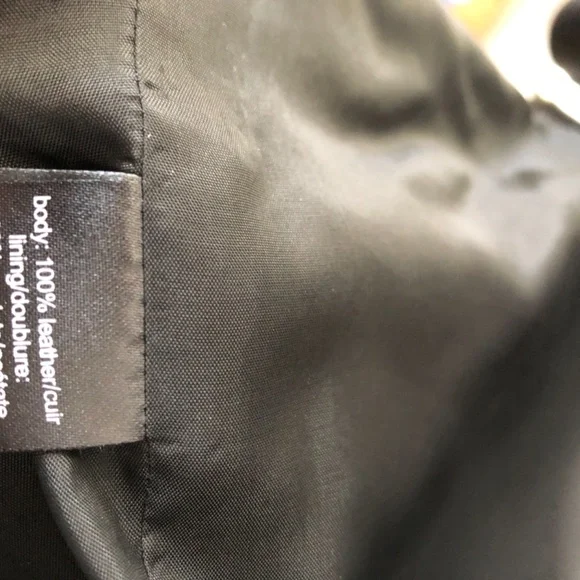 body: 100% leather/cuir
lining/doublure: